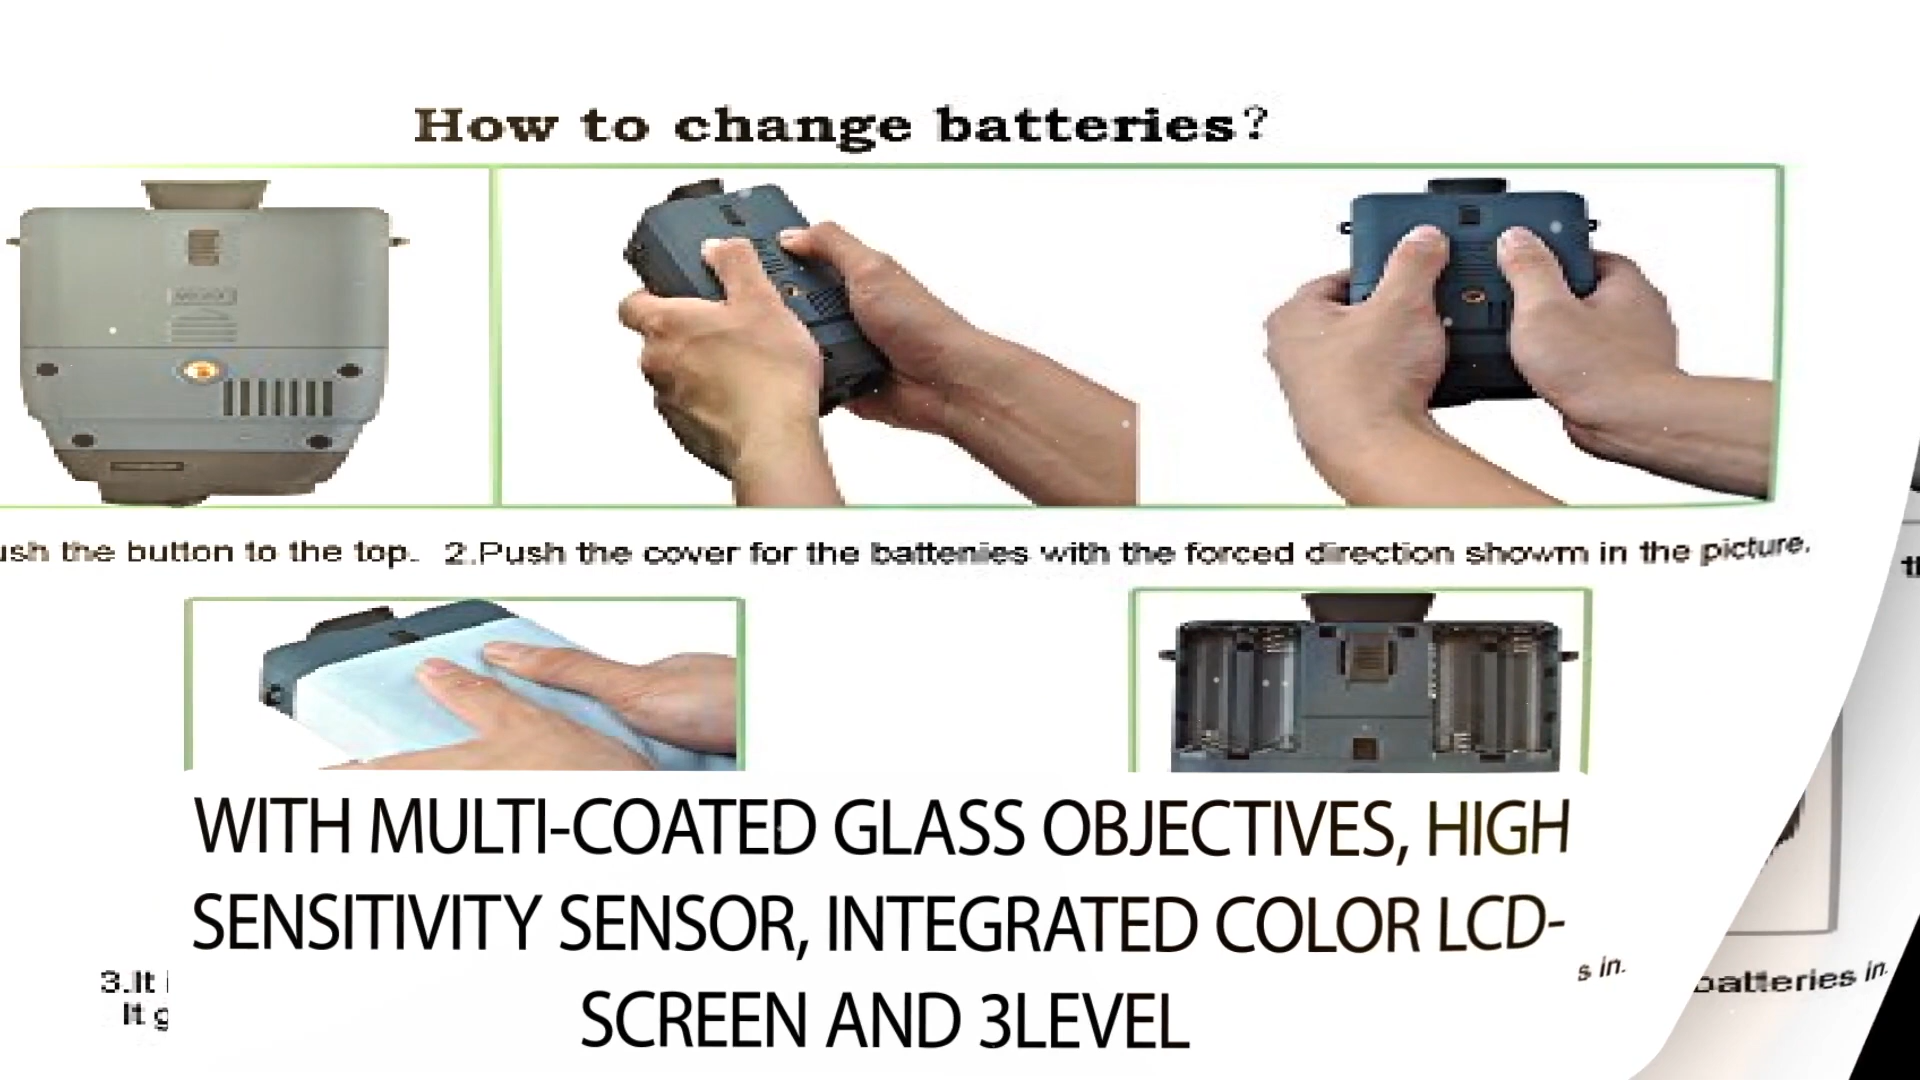 How to change batteries?
ush the button to the top. 2.Push the cover for the battenies with the forced direction showm in the picture.
WITH MULTI-COATED GLASS OBJECTIVES, HIGH
SENSITIVITY SENSOR, INTEGRATED COLOR LCD-
SCREEN AND 3LEVEL
3.It
It g
s in.
batteries in.